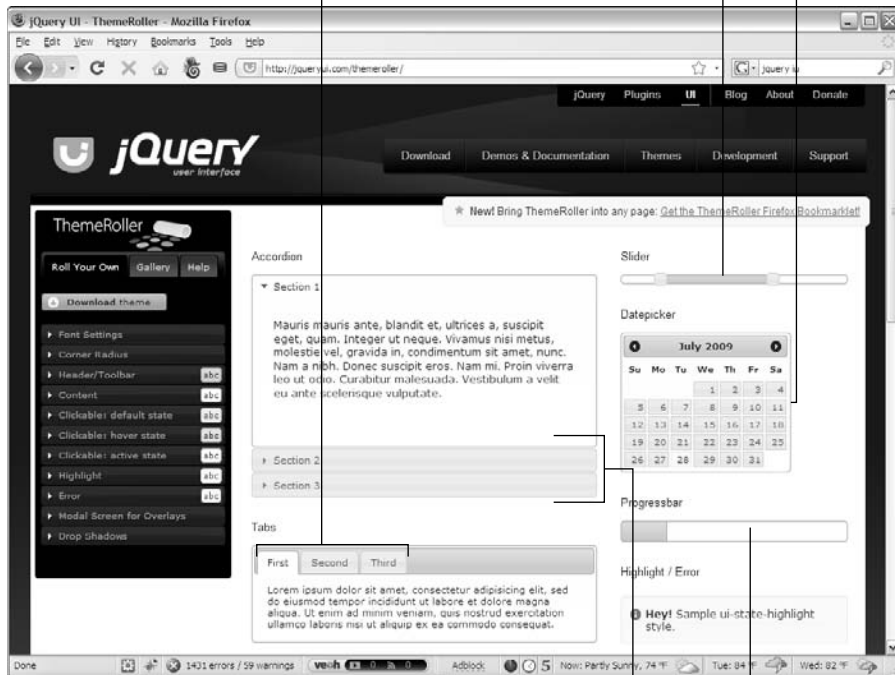 jQuery UI - ThemeRoller - Mozilla Firefox
File Edit View History Bookmarks Tools Help
http://jqueryui.com/themeroller/
jquery iu
jQuery Plugins UI Blog About Donate
jQuery
user interface
Download Demos & Documentation Themes Development Support
New! Bring ThemeRoller into any page: Get the ThemeRoller Firefox Bookmarklet!
ThemeRoller
Roll Your Own Gallery Help
Download theme
Font Settings
Corner Radius
Header/Toolbar abc
Content abc
Clickable: default state abc
Clickable: hover state abc
Clickable: active state abc
Highlight abc
Error abc
Modal Screen for Overlays
Drop Shadows
Accordion
Section 1
Mauris mauris ante, blandit et, ultrices a, suscipit
eget, quam. Integer ut neque. Vivamus nisi metus,
molestie vel, gravida in, condimentum sit amet, nunc.
Nam a nibh. Donec suscipit eros. Nam mi. Proin viverra
leo ut odio. Curabitur malesuada. Vestibulum a velit
eu ante scelerisque vulputate.
Section 2
Section 3
Tabs
First Second Third
Lorem ipsum dolor sit amet, consectetur adipisicing elit, sed
do eiusmod tempor incididunt ut labore et dolore magna
aliqua. Ut enim ad minim veniam, quis nostrud exercitation
ullamco laboris nisi ut aliquip ex ea commodo consequat.
Slider
Datepicker
July 2009
Su Mo Tu We Th Fr Sa
1 2 3 4
5 6 7 8 9 10 11
12 13 14 15 16 17 18
19 20 21 22 23 24 25
26 27 28 29 30 31
Progressbar
Highlight / Error
Hey! Sample ui-state-highlight
style.
Done 1431 errors / 59 warnings veoh 0 0 Adblock 5 Now: Partly Sunny, 74 °F Tue: 84 °F Wed: 82 °F